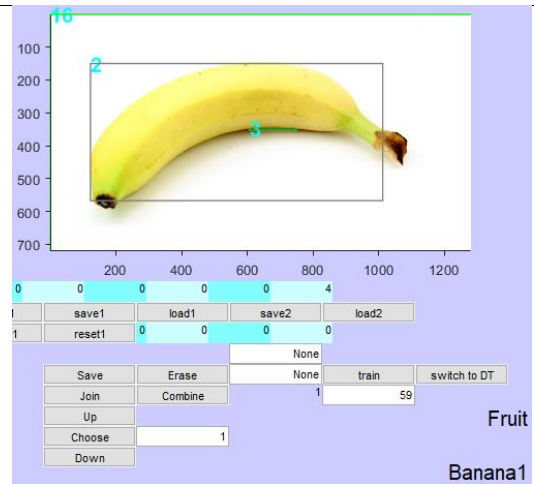 16
100
2
200
300
3
400
500
600
700
200 400 600 800 1000 1200
0 0 0 0 0 4
save1 load1 save2 load2
1 reset1 0 0 0 0
None
Save Erase None train switch to DT
Join Combine 1 59
Up
Fruit
Choose 1
Down
Banana1